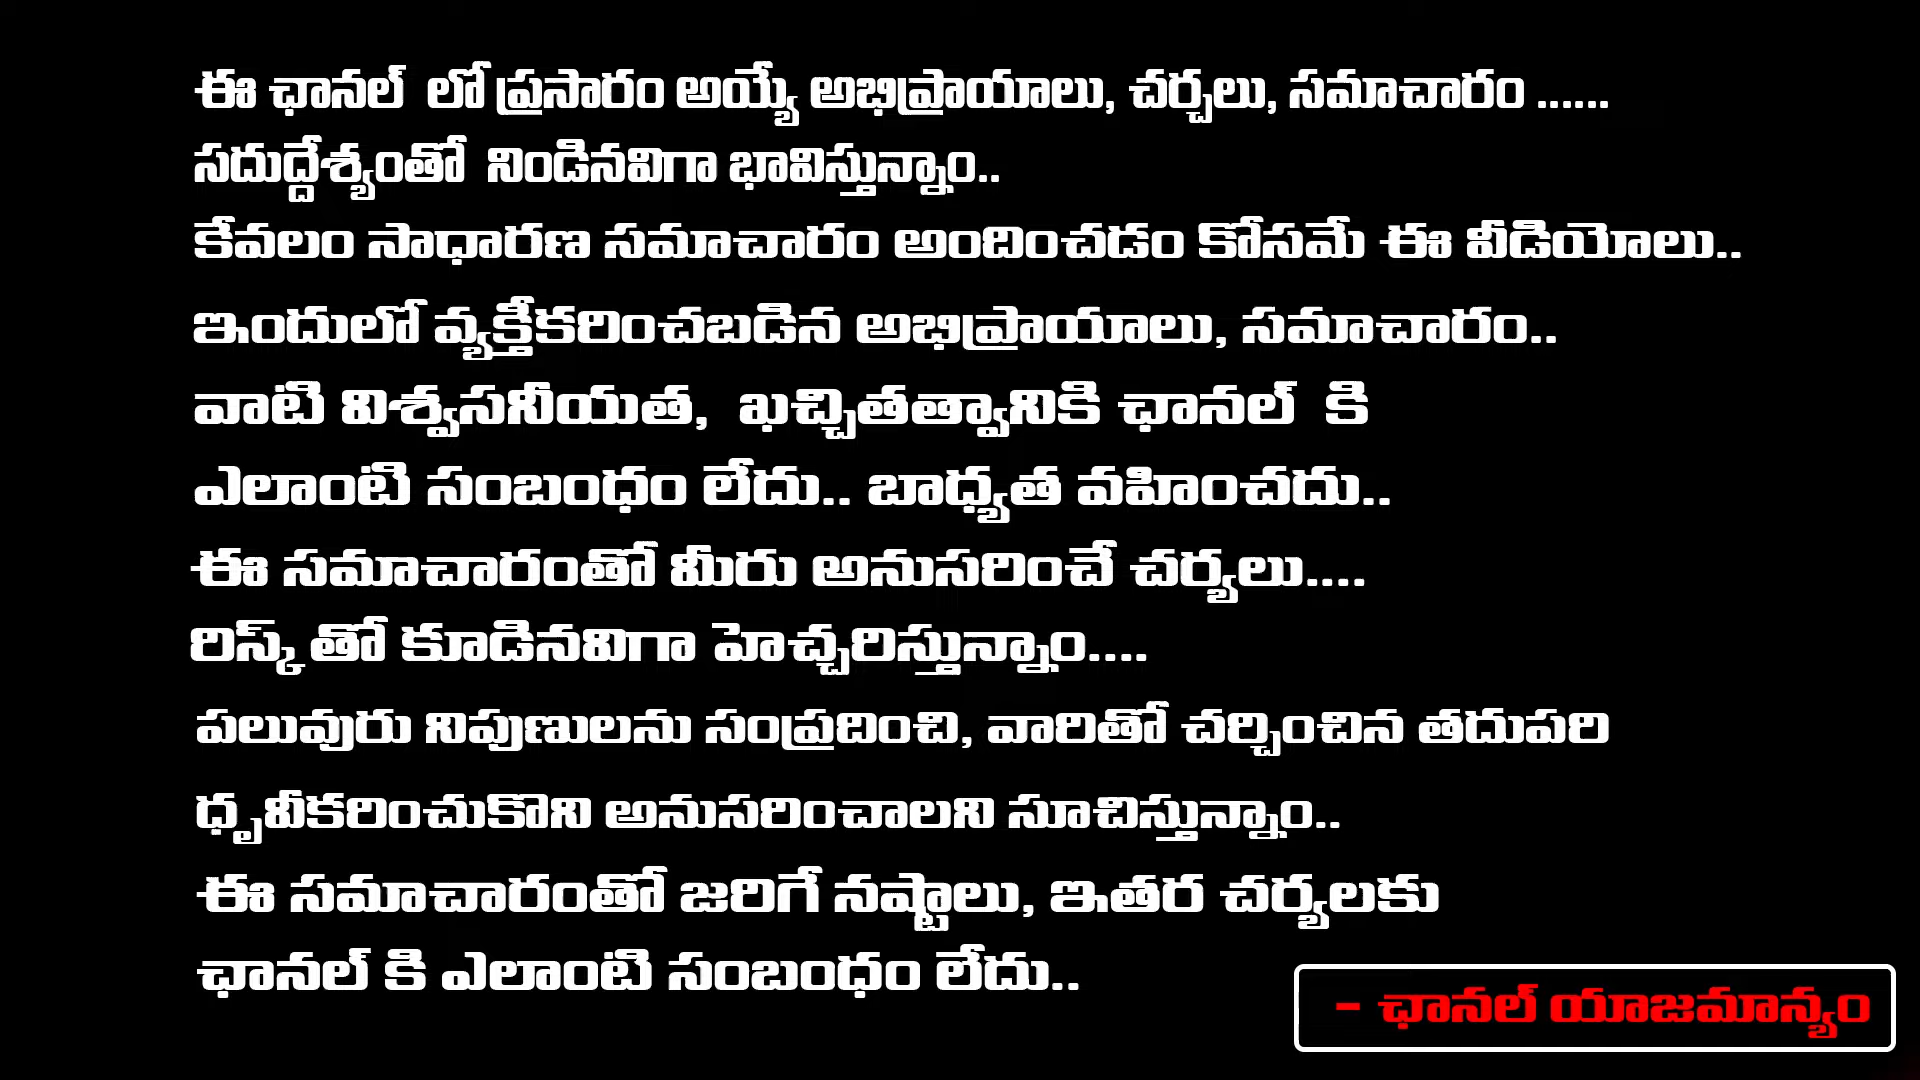 ఈ ఛానల్ లో ప్రసారం అయ్యే అభిప్రాయాలు, చర్చలు, సమాచారం ......
సదుద్దేశ్యంతో నిండినవిగా భావిస్తున్నాం..
కేవలం సాధారణ సమాచారం అందించడం కోసమే ఈ వీడియోలు..
ఇందులో వ్యక్తీకరించబడిన అభిప్రాయాలు, సమాచారం..
వాటి విశ్వసనీయత, ఖచ్చితత్వానికి ఛానల్ కి
ఎలాంటి సంబంధం లేదు.. బాధ్యత వహించదు..
ఈ సమాచారంతో మీరు అనుసరించే చర్యలు....
రిస్క్ తో కూడినవిగా హెచ్చరిస్తున్నాం....
పలువురు నిపుణులను సంప్రదించి, వారితో చర్చించిన తదుపరి
ధృవీకరించుకొని అనుసరించాలని సూచిస్తున్నాం..
ఈ సమాచారంతో జరిగే నష్టాలు, ఇతర చర్యలకు
ఛానల్ కి ఎలాంటి సంబంధం లేదు..
- ఛానల్ యాజమాన్యం